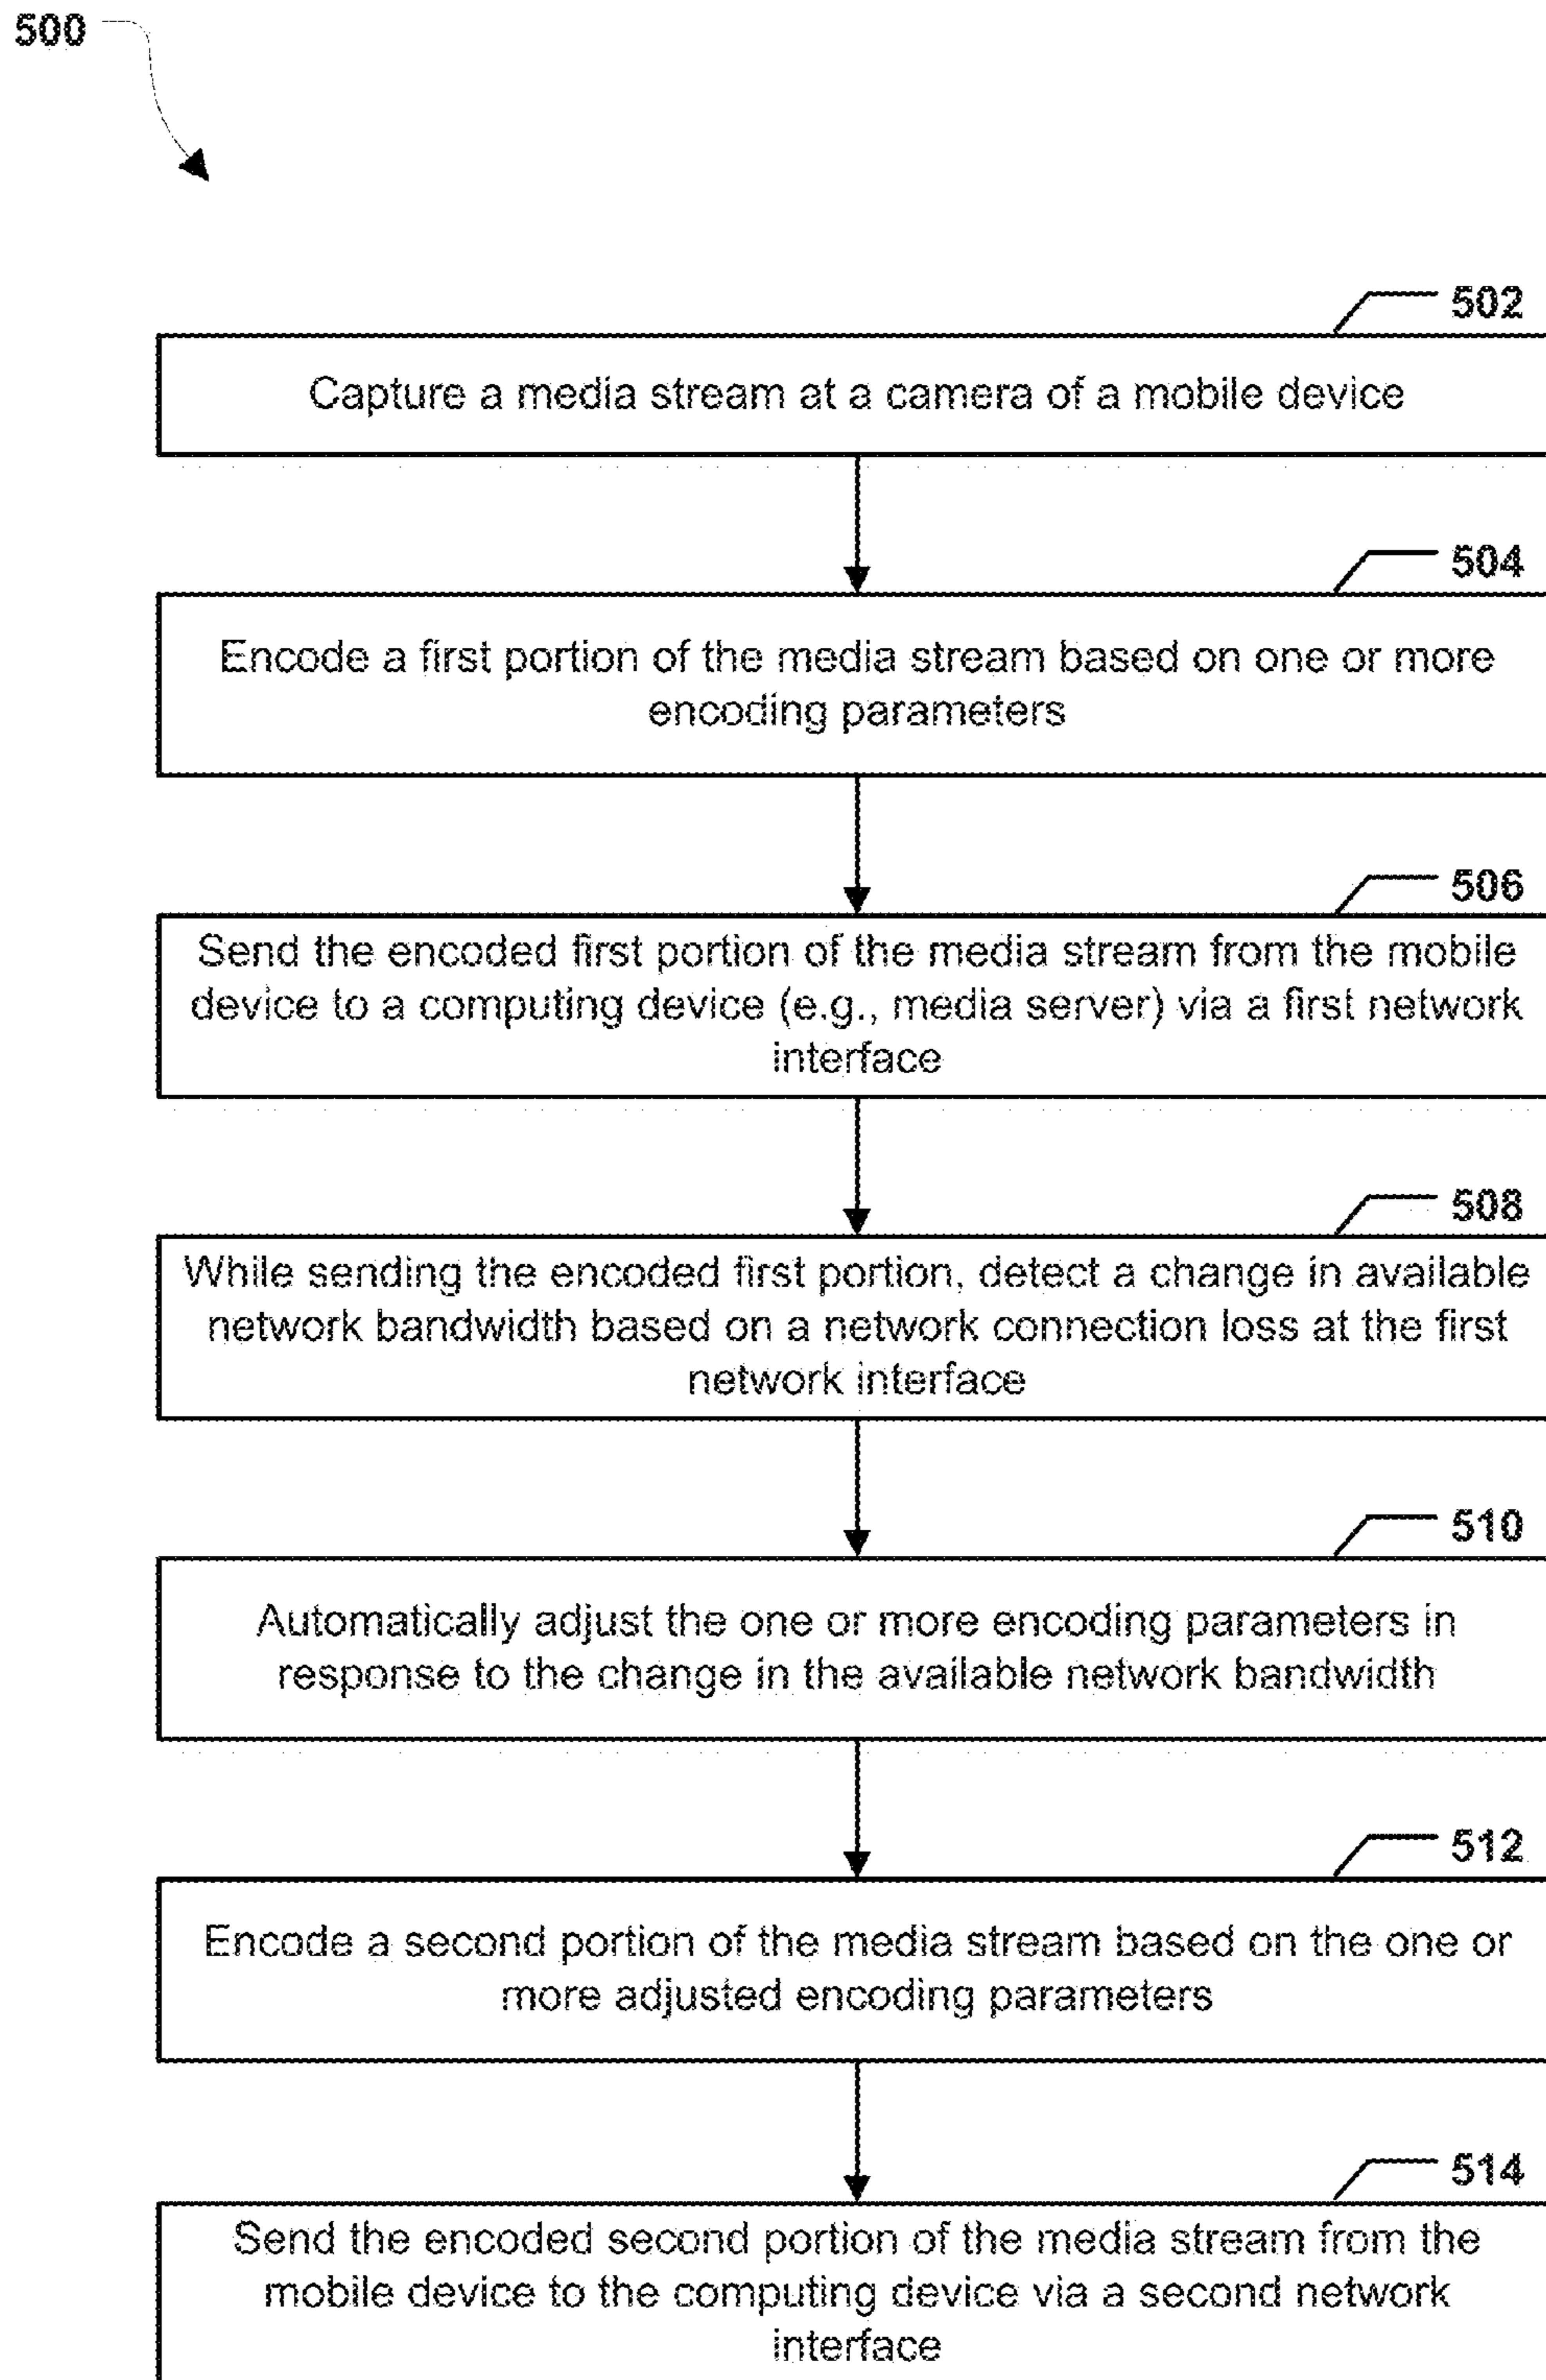 500
502
Capture a media stream at a camera of a mobile device
504
Encode a first portion of the media stream based on one or more
encoding parameters
506
Send the encoded first portion of the media stream from the mobile
device to a computing device (e.g., media server) via a first network
interface
508
While sending the encoded first portion, detect a change in available
network bandwidth based on a network connection loss at the first
network interface
510
Automatically adjust the one or more encoding parameters in
response to the change in the available network bandwidth
512
Encode a second portion of the media stream based on the one or
more adjusted encoding parameters
514
Send the encoded second portion of the media stream from the
mobile device to the computing device via a second network
interface